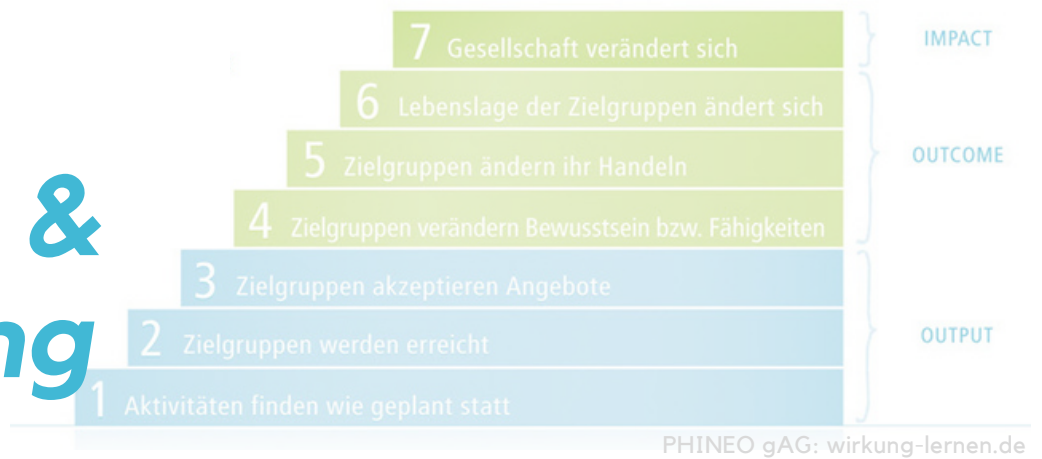 7 Gesellschaft verändert sich
IMPACT
6 Lebenslage der Zielgruppen ändert sich
5 Zielgruppen ändern ihr Handeln
OUTCOME
4 Zielgruppen verändern Bewusstsein bzw. Fähigkeiten
&
3 Zielgruppen akzeptieren Angebote
2 Zielgruppen werden erreicht
OUTPUT
ng
1 Aktivitäten finden wie geplant statt
PHINEO gAG: wirkung-lernen.de